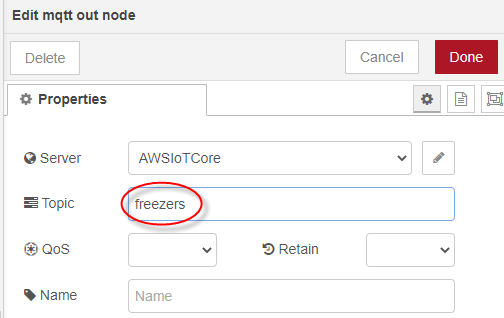 Edit mqtt out node
Delete Cancel Done
Properties
Server AWSIoTCore
Topic freezers
QoS Retain
Name Name